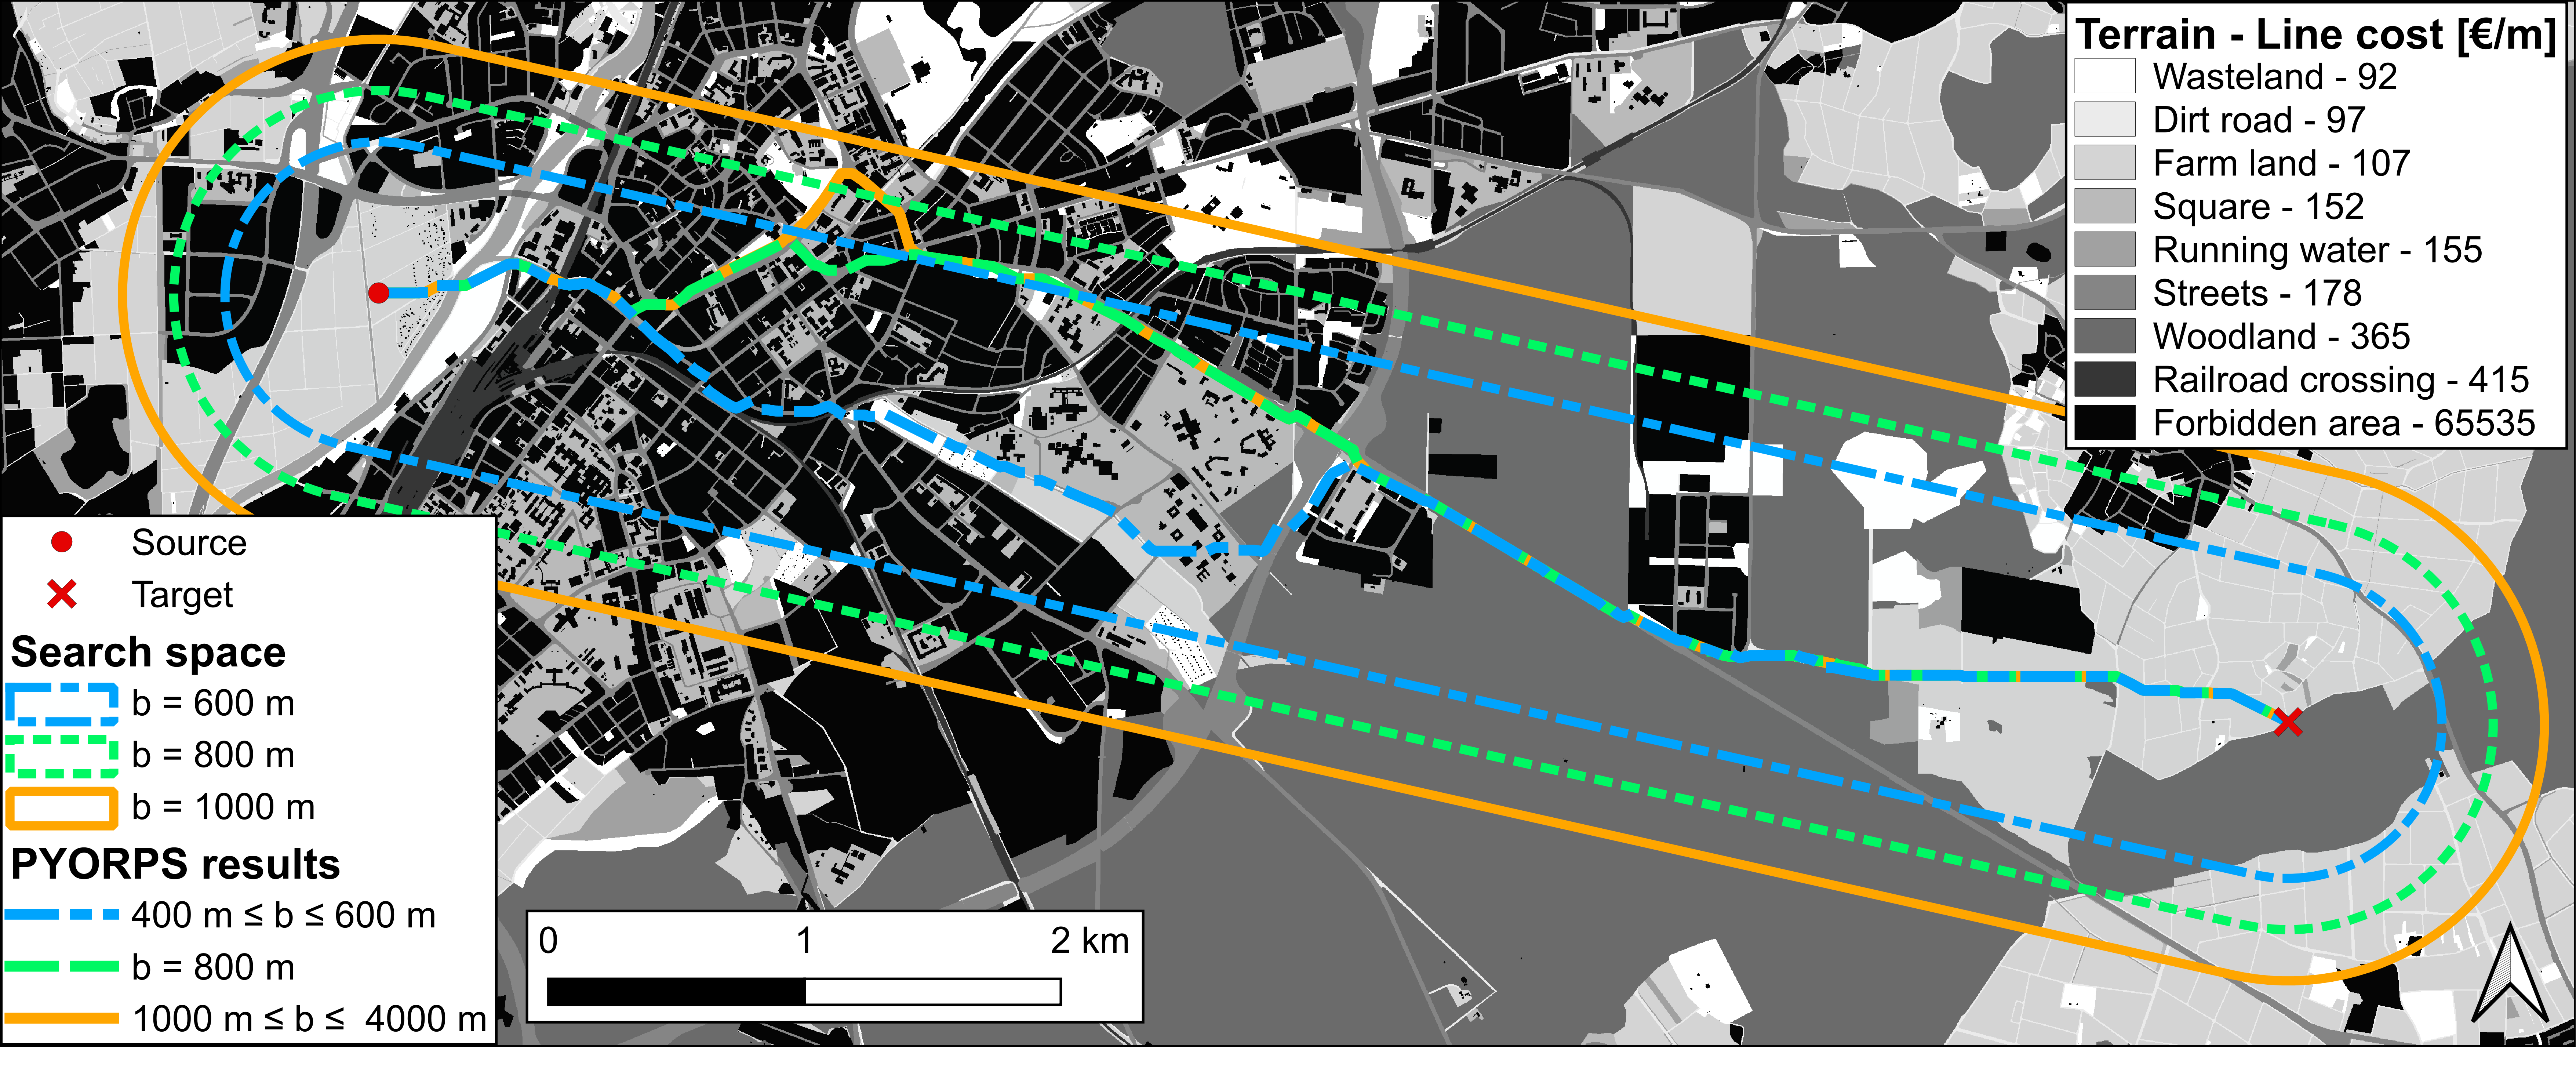 Terrain - Line cost [€/m]
Wasteland - 92
Dirt road - 97
Farm land - 107
Square - 152
Running water - 155
Streets - 178
Woodland - 365
Railroad crossing - 415
Forbidden area - 65535
Source
Target
Search space
b = 600 m
b = 800 m
b = 1000 m
PYORPS results
400 m ≤ b ≤ 600 m
b = 800 m
1000 m ≤ b ≤ 4000 m
0 1 2 km